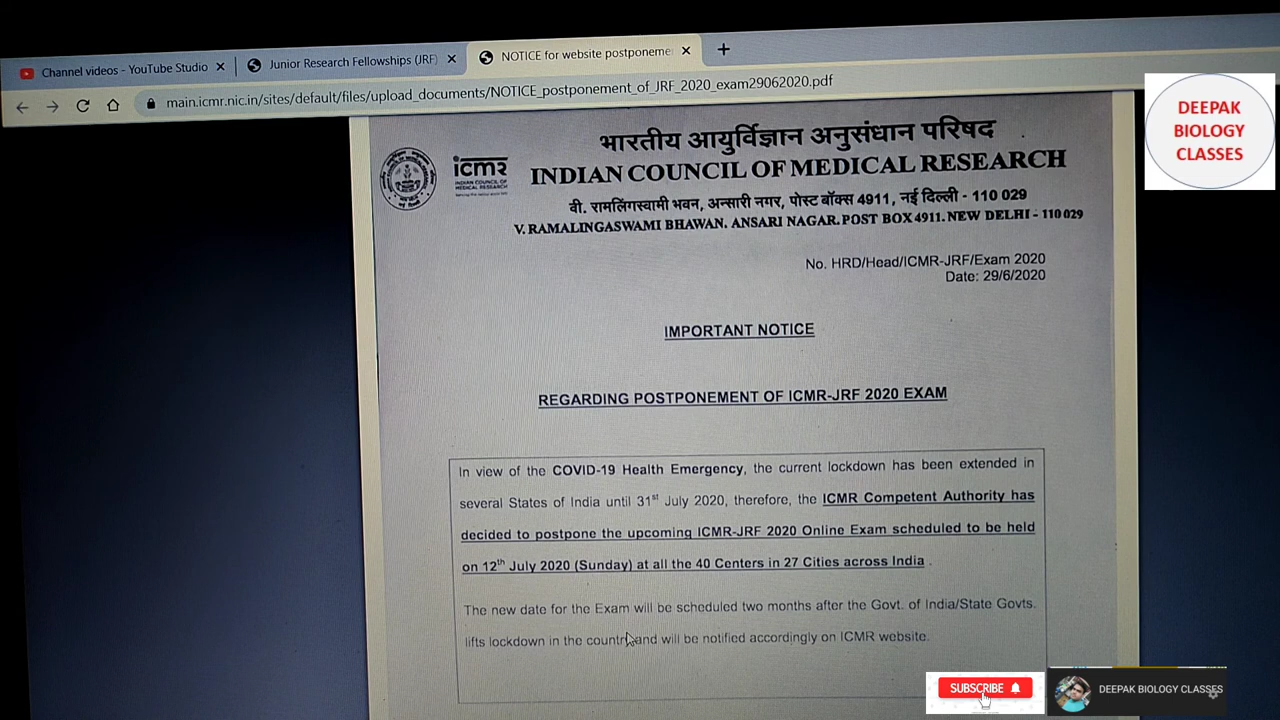 Channel videos - YouTube Studio
Junior Research Fellowships (JRF)
NOTICE for website postponeme
main.icmr.nic.in/sites/default/files/upload_documents/NOTICE_postponement_of_JRF_2020_exam29062020.pdf
DEEPAK
BIOLOGY
CLASSES
भारतीय आयुर्विज्ञान अनुसंधान परिषद
icmr
INDIAN COUNCIL OF
MEDICAL RESEARCH
INDIAN COUNCIL OF MEDICAL RESEARCH
वी. रामलिंगस्वामी भवन, अन्सारी नगर, पोस्ट बॉक्स 4911, नई दिल्ली - 110 029
V. RAMALINGASWAMI BHAWAN. ANSARI NAGAR. POST BOX 4911. NEW DELHI - 110 029
No. HRD/Head/ICMR-JRF/Exam 2020
Date: 29/6/2020
IMPORTANT NOTICE
REGARDING POSTPONEMENT OF ICMR-JRF 2020 EXAM
In view of the COVID-19 Health Emergency, the current lockdown has been extended in
several States of India until 31st July 2020, therefore, the ICMR Competent Authority has
decided to postpone the upcoming ICMR-JRF 2020 Online Exam scheduled to be held
on 12th July 2020 (Sunday) at all the 40 Centers in 27 Cities across India .
The new date for the Exam will be scheduled two months after the Govt. of India/State Govts.
lifts lockdown in the country and will be notified accordingly on ICMR website.
SUBSCRIBE
DEEPAK BIOLOGY CLASSES